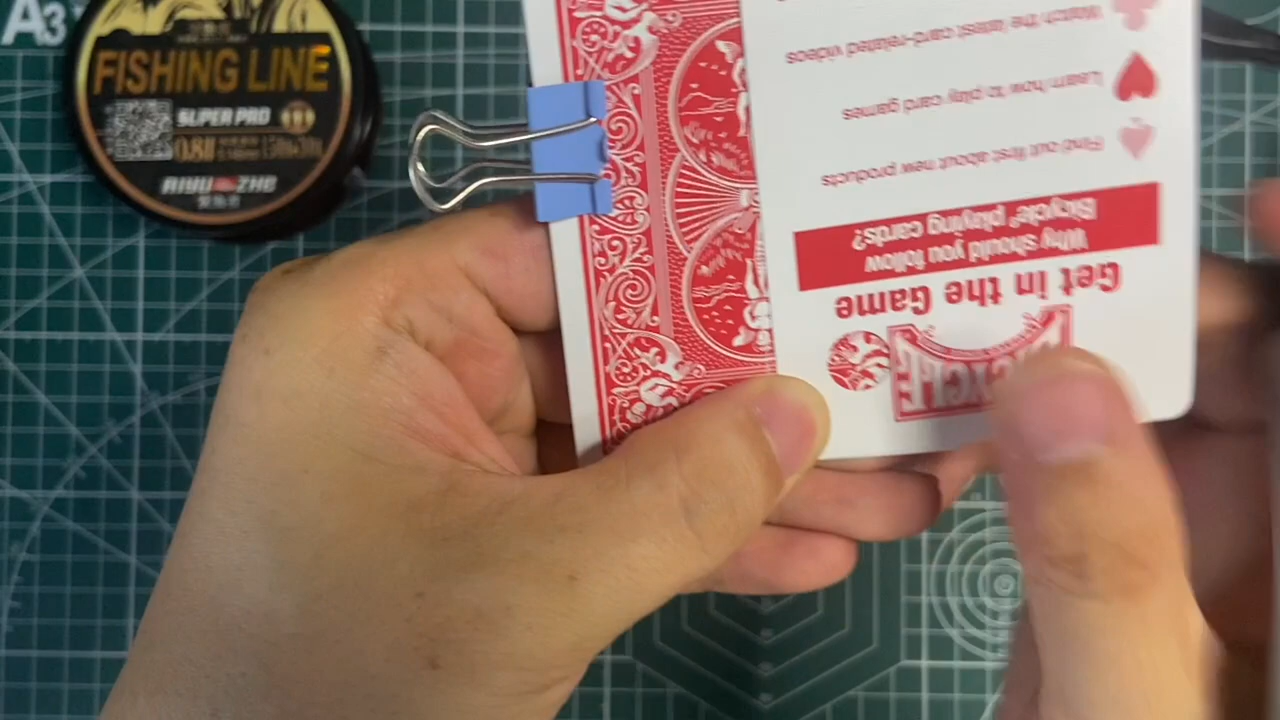 A3
FISHING LINE
SUPER PRO
0.8
Get in the Game
Why should you follow
Bicycle® playing cards?
Find out first about new products
Learn how to play card games
Watch the latest card-related videos